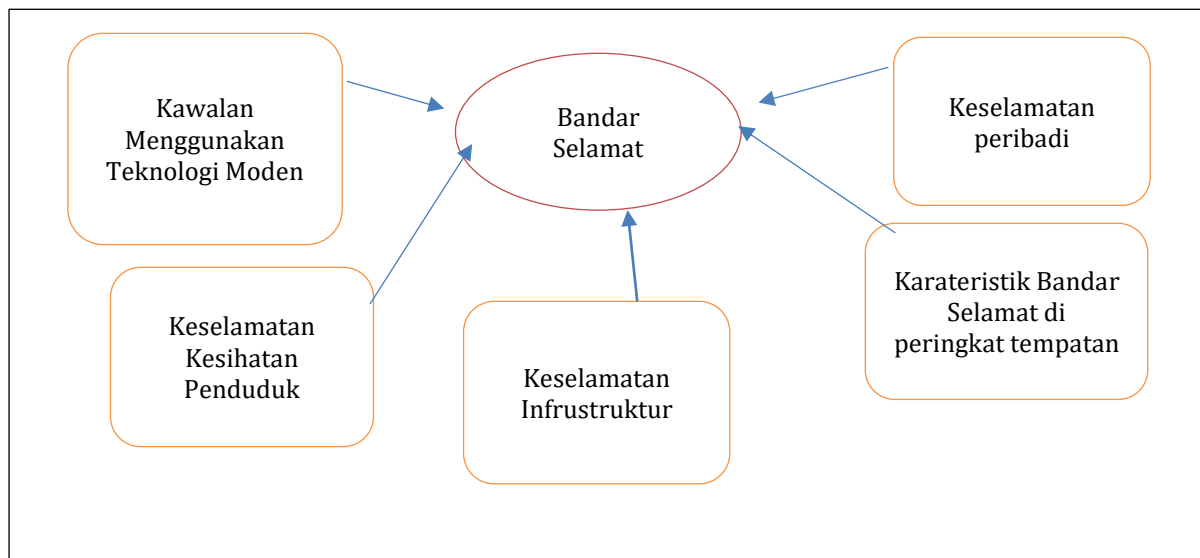 Kawalan
Menggunakan
Teknologi Moden
Bandar
Selamat
Keselamatan
peribadi
Keselamatan
Kesihatan
Penduduk
Keselamatan
Infrustruktur
Karateristik Bandar
Selamat di
peringkat tempatan